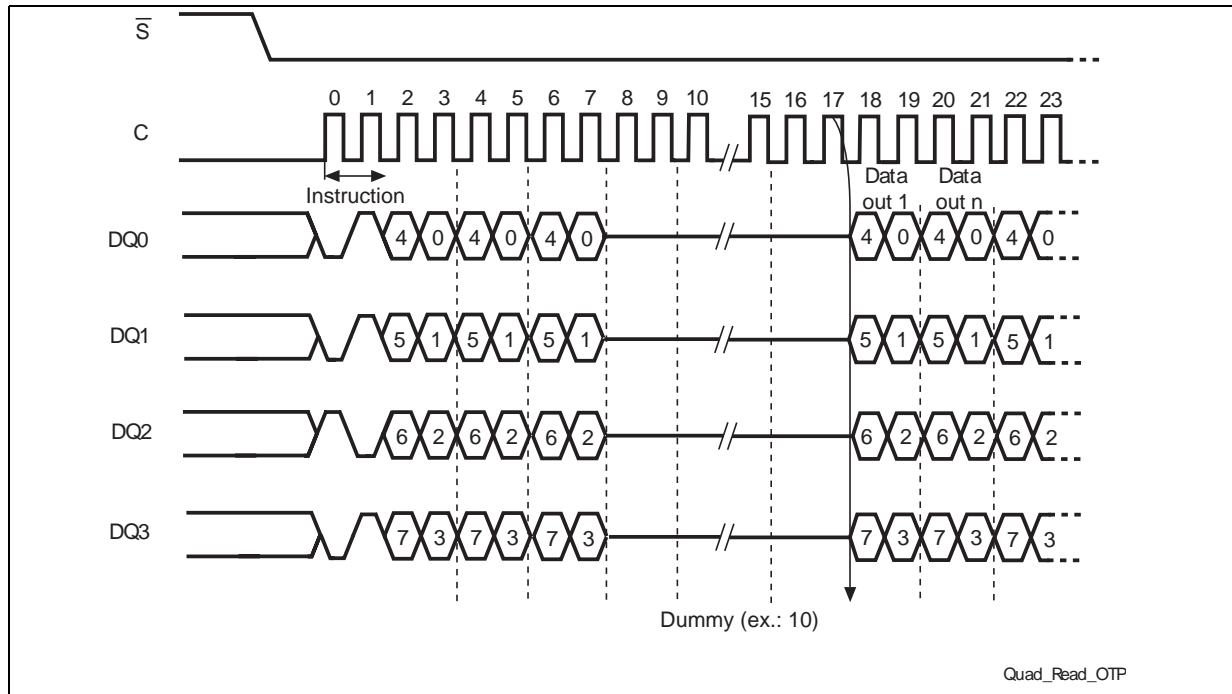 S
0 1 2 3 4 5 6 7 8 9 10 15 16 17 18 19 20 21 22 23
C
Instruction
Data out 1
Data out n
DQ0 4 0 4 0 4 0 4 0 4 0 4 0
DQ1 5 1 5 1 5 1 5 1 5 1 5 1
DQ2 6 2 6 2 6 2 6 2 6 2 6 2
DQ3 7 3 7 3 7 3 7 3 7 3 7 3
Dummy (ex.: 10)
Quad_Read_OTP